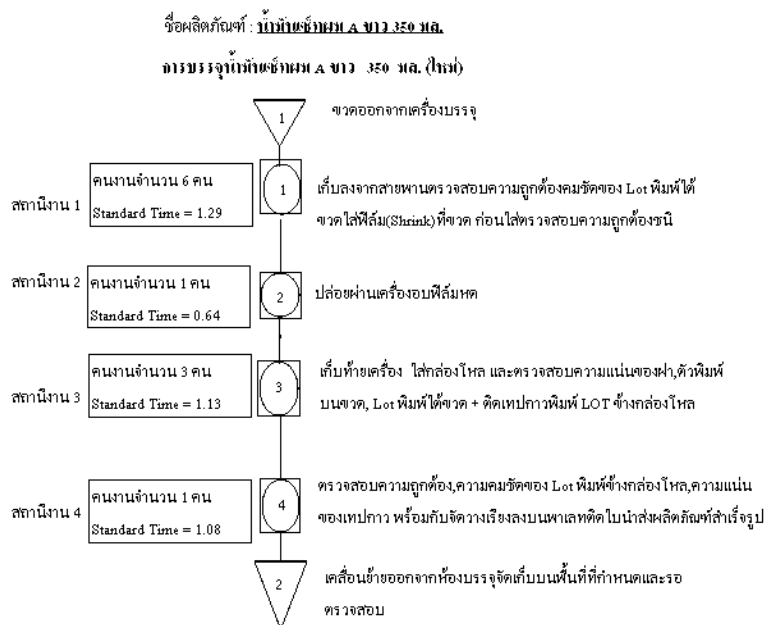 ชื่อผลิตภัณฑ์ : น้ำมันเซ็ทผม A ขาว 350 มล.
การบรรจุน้ำมันเซ็ทผม A ขาว 350 มล. (ใหม่)
1
ขวดออกจากเครื่องบรรจุ
สถานีงาน 1
คนงานจำนวน 6 คน
Standard Time = 1.29
1
เก็บลงจากสายพานตรวจสอบความถูกต้องคมชัดของ Lot พิมพ์ใต้
ขวดใส่ฟิล์ม(Shrink)ที่ขวด ก่อนใส่ตรวจสอบความถูกต้องชนิ
สถานีงาน 2
คนงานจำนวน 1 คน
Standard Time = 0.64
2
ปล่อยผ่านเครื่องอบฟิล์มหด
สถานีงาน 3
คนงานจำนวน 3 คน
Standard Time = 1.13
3
เก็บท้ายเครื่อง ใส่กล่องโหล และตรวจสอบความแน่นของฝา,ตัวพิมพ์
บนขวด, Lot พิมพ์ใต้ขวด + ติดเทปกาวพิมพ์ LOT ข้างกล่องโหล
สถานีงาน 4
คนงานจำนวน 1 คน
Standard Time = 1.08
4
ตรวจสอบความถูกต้อง,ความคมชัดของ Lot พิมพ์ข้างกล่องโหล,ความแน่น
ของเทปกาว พร้อมกับจัดวางเรียงลงบนพาเลทติดใบนำส่งผลิตภัณฑ์สำเร็จรูป
2
เคลื่อนย้ายออกจากห้องบรรจุจัดเก็บบนพื้นที่ที่กำหนดและรอ
ตรวจสอบ